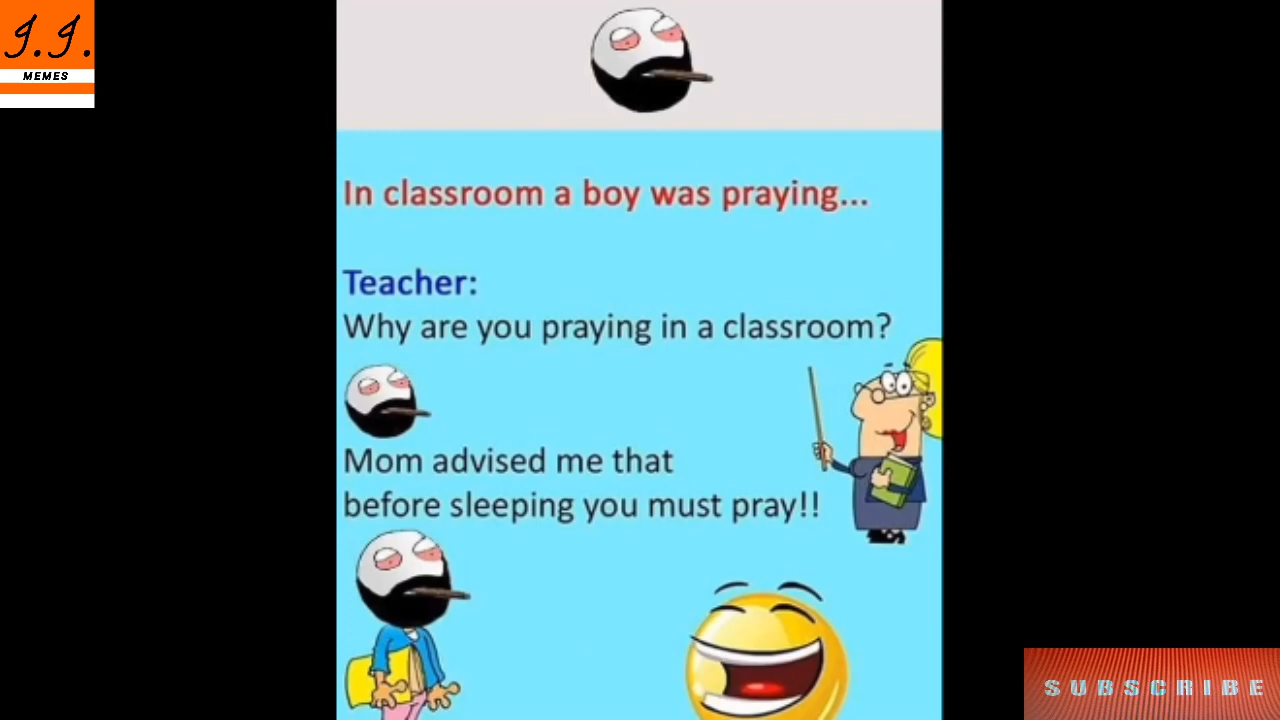 J.J.
MEMES
In classroom a boy was praying...
Teacher:
Why are you praying in a classroom?
Mom advised me that
before sleeping you must pray!!
SUBSCRIBE